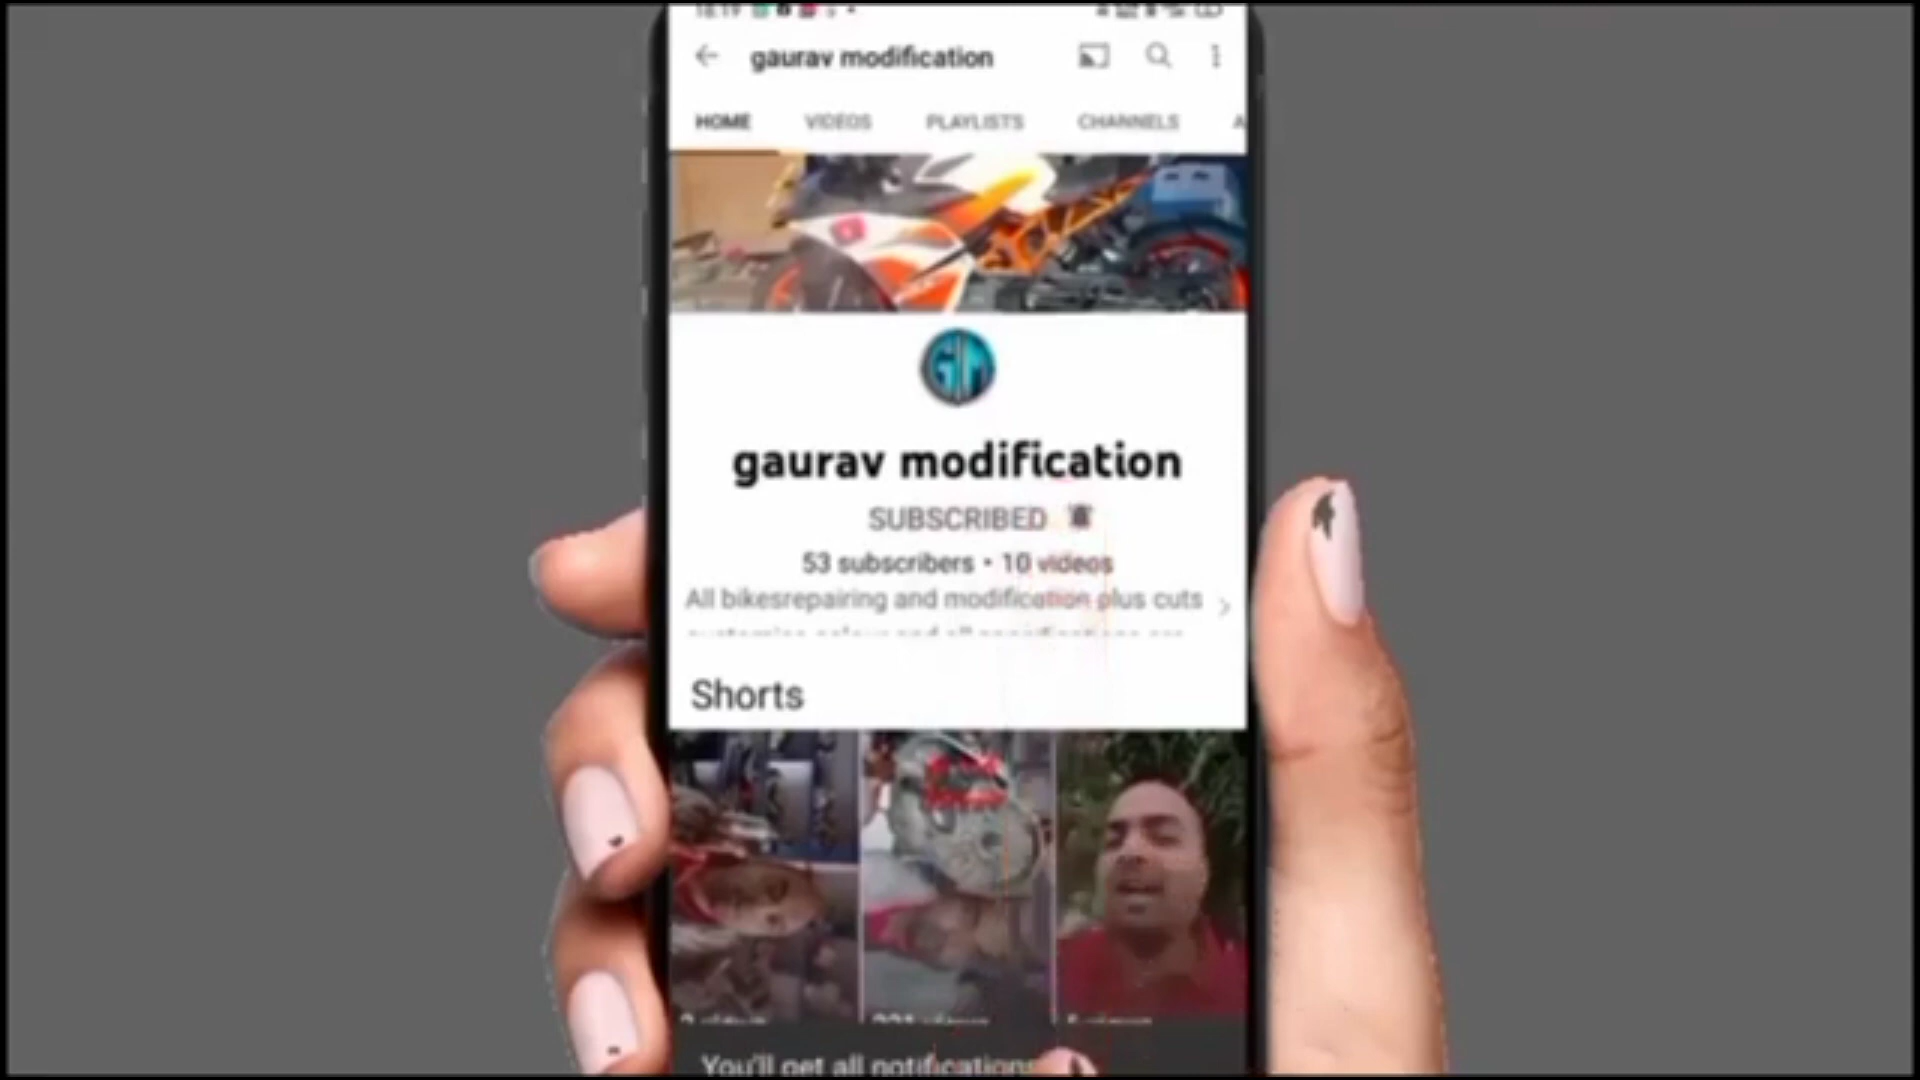 gaurav modification
HOME VIDEOS PLAYLISTS CHANNELS A
GM
gaurav modification
SUBSCRIBED
53 subscribers • 10 videos
All bikesrepairing and modification plus cuts
Shorts
You'll get all notifications